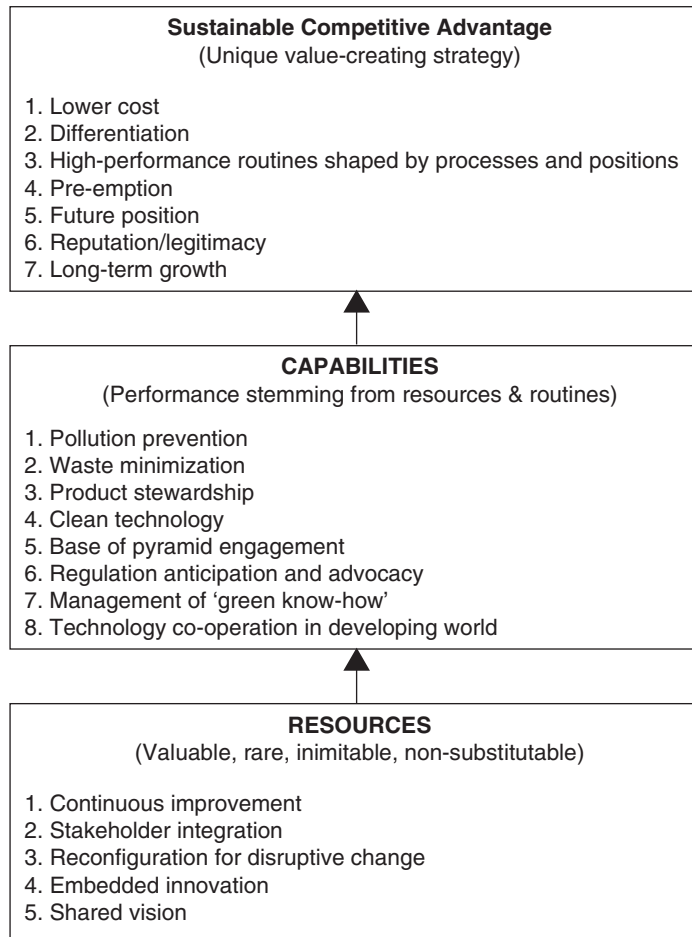 Sustainable Competitive Advantage
(Unique value-creating strategy)
1. Lower cost
2. Differentiation
3. High-performance routines shaped by processes and positions
4. Pre-emption
5. Future position
6. Reputation/legitimacy
7. Long-term growth
CAPABILITIES
(Performance stemming from resources & routines)
1. Pollution prevention
2. Waste minimization
3. Product stewardship
4. Clean technology
5. Base of pyramid engagement
6. Regulation anticipation and advocacy
7. Management of ‘green know-how’
8. Technology co-operation in developing world
RESOURCES
(Valuable, rare, inimitable, non-substitutable)
1. Continuous improvement
2. Stakeholder integration
3. Reconfiguration for disruptive change
4. Embedded innovation
5. Shared vision